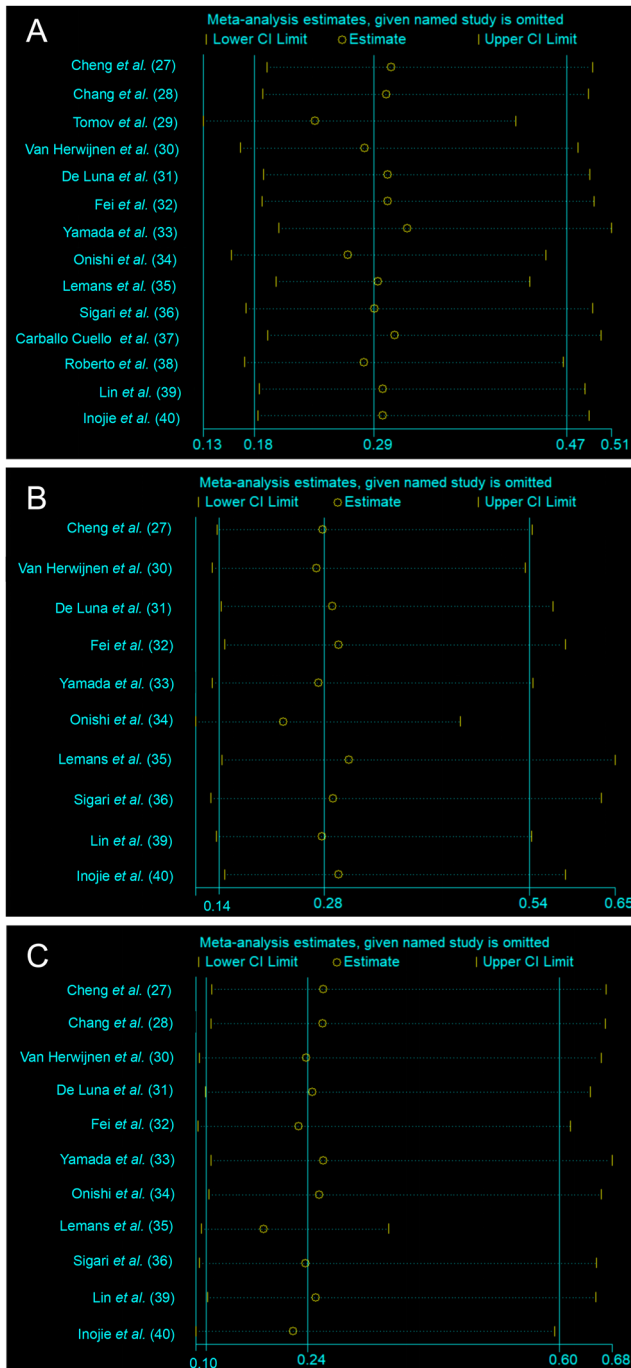 A
Meta-analysis estimates, given named study is omitted
Lower CI Limit Estimate Upper CI Limit
Cheng et al. (27)
Chang et al. (28)
Tomov et al. (29)
Van Herwijnen et al. (30)
De Luna et al. (31)
Fei et al. (32)
Yamada et al. (33)
Onishi et al. (34)
Lemans et al. (35)
Sigari et al. (36)
Carballo Cuello et al. (37)
Roberto et al. (38)
Lin et al. (39)
Inojie et al. (40)
0.13 0.18 0.29 0.47 0.51
B
Meta-analysis estimates, given named study is omitted
Lower CI Limit Estimate Upper CI Limit
Cheng et al. (27)
Van Herwijnen et al. (30)
De Luna et al. (31)
Fei et al. (32)
Yamada et al. (33)
Onishi et al. (34)
Lemans et al. (35)
Sigari et al. (36)
Lin et al. (39)
Inojie et al. (40)
0.14 0.28 0.54 0.65
C
Meta-analysis estimates, given named study is omitted
Lower CI Limit Estimate Upper CI Limit
Cheng et al. (27)
Chang et al. (28)
Van Herwijnen et al. (30)
De Luna et al. (31)
Fei et al. (32)
Yamada et al. (33)
Onishi et al. (34)
Lemans et al. (35)
Sigari et al. (36)
Lin et al. (39)
Inojie et al. (40)
0.10 0.24 0.60 0.68